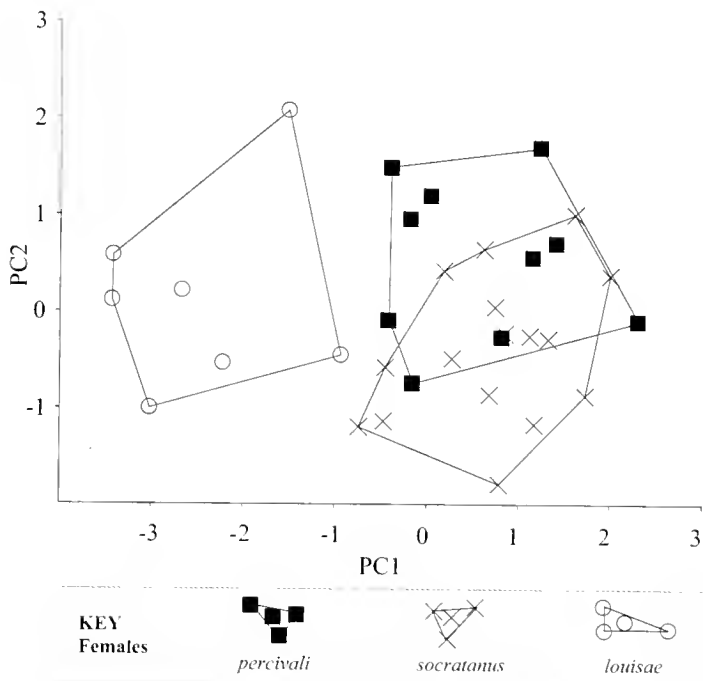 3
2
1
0
-1
PC2
-3 -2 -1 0 1 2 3
PC1
KEY
Females
percivali socratanus louisae